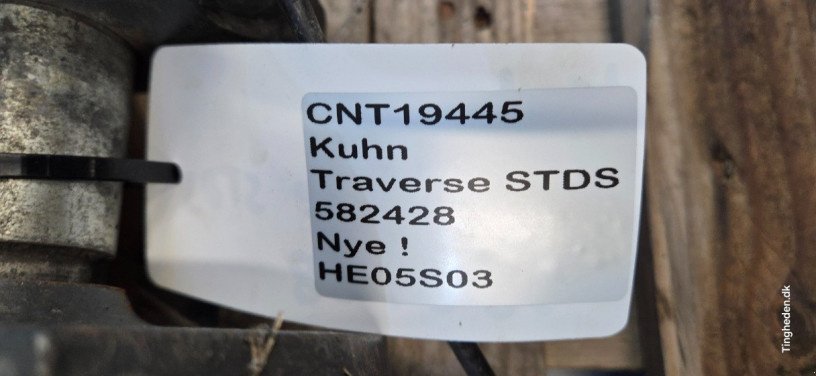 CNT19445
Kuhn
Traverse STDS
582428
Nye !
HE05S03
Tingheden.dk